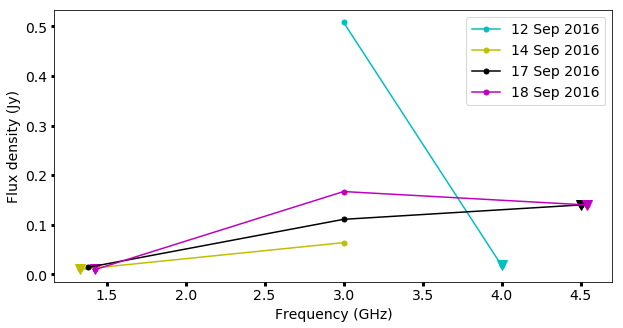 0.5
0.4
0.3
0.2
0.1
0.0
Flux density (Jy)
12 Sep 2016
14 Sep 2016
17 Sep 2016
18 Sep 2016
1.5 2.0 2.5 3.0 3.5 4.0 4.5
Frequency (GHz)